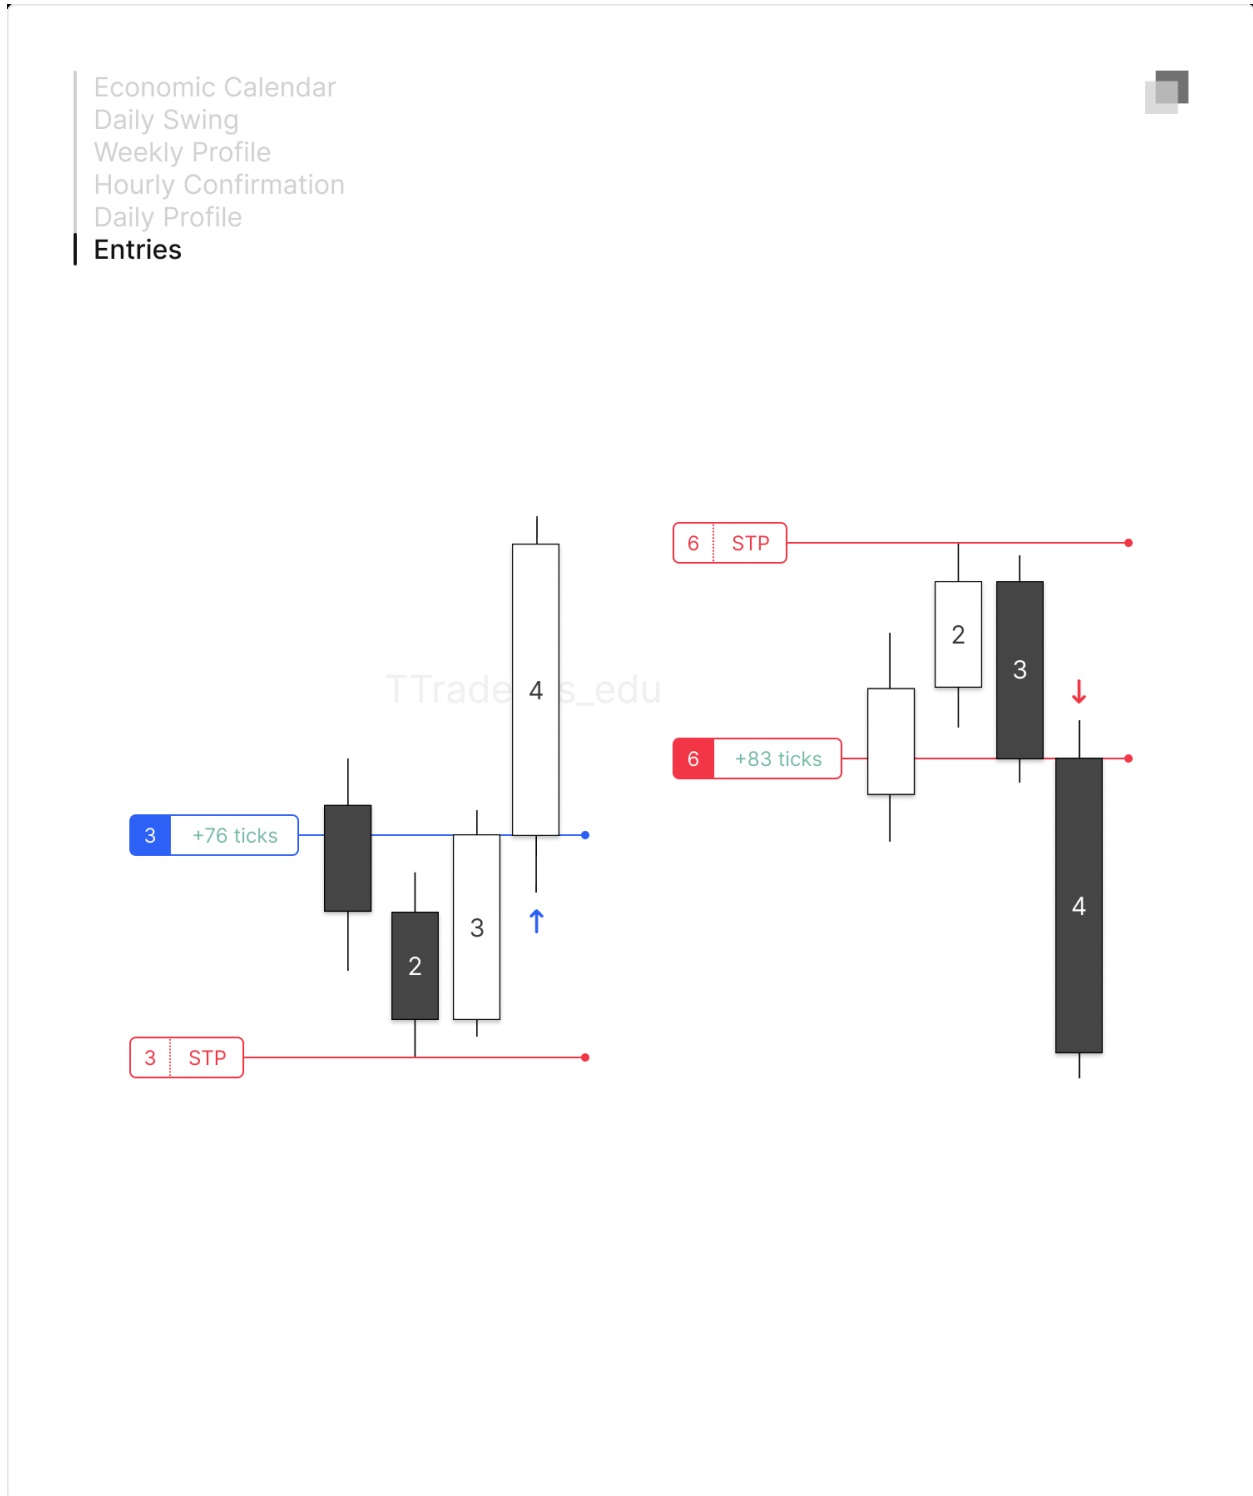 Economic Calendar
Daily Swing
Weekly Profile
Hourly Confirmation
Daily Profile
Entries
6 STP
2
3
TTrade s_edu
4
6 +83 ticks
3 +76 ticks
3
4
2
3 STP